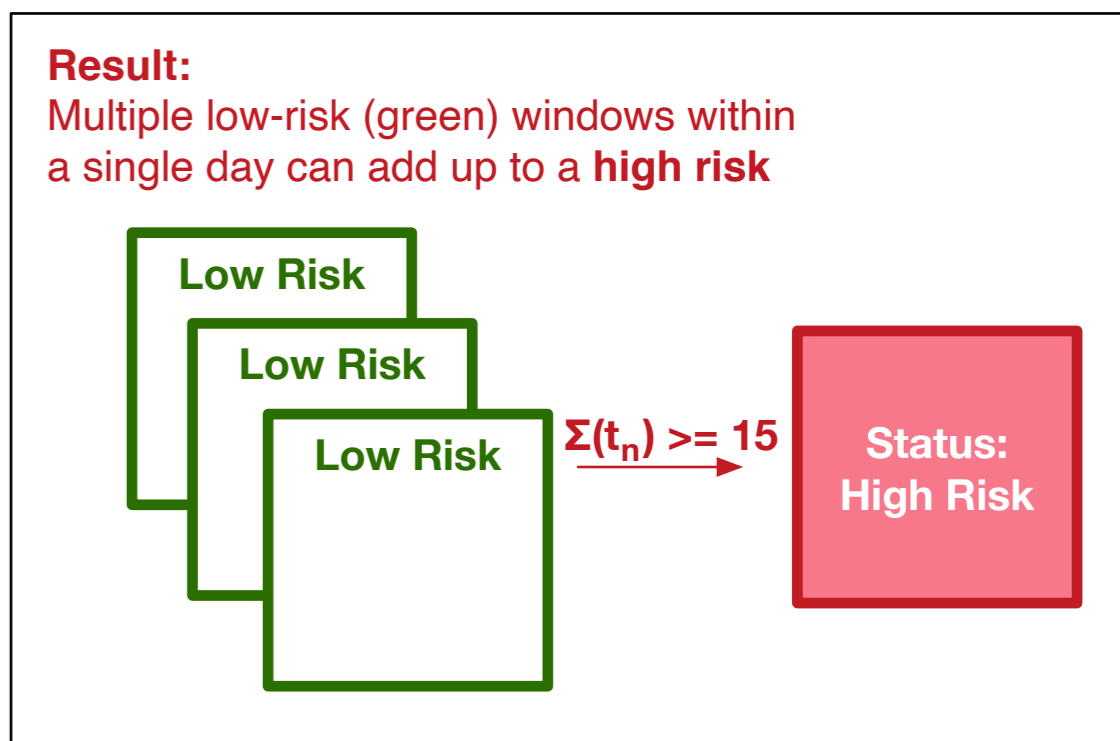 Result:
Multiple low-risk (green) windows within
a single day can add up to a high risk
Low Risk
Low Risk
Low Risk
Σ(tₙ) >= 15
Status:
High Risk